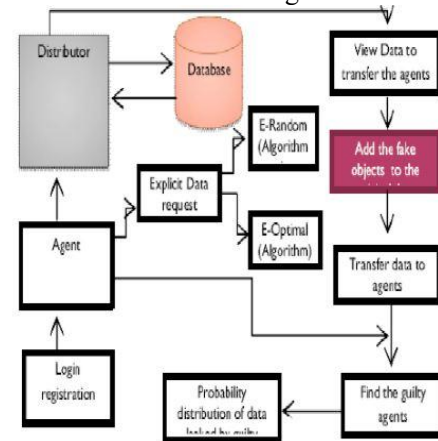 Distributor
Database
View Data to
transfer the agents
E-Random
(Algorithm
Add the fake
objects to the
Explicit Data
request
E-Optimal
(Algorithm)
Agent
Transfer data to
agents
Login
registration
Probability
distribution of data
Find the guilty
agents